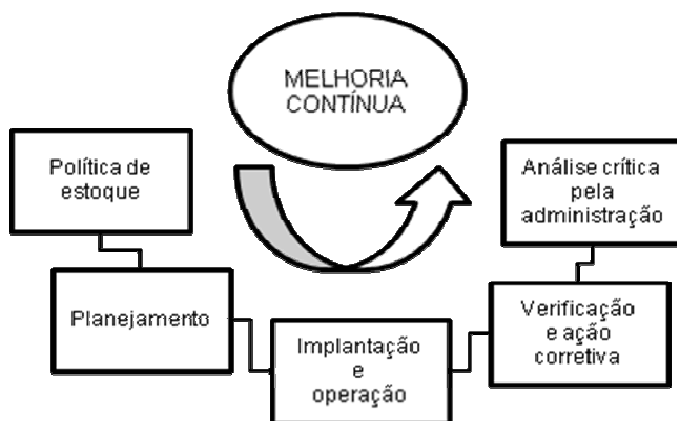 MELHORIA
CONTÍNUA
Política de
estoque
Planejamento
Implantação
e
operação
Verificação
e ação
corretiva
Análise crítica
pela
administração